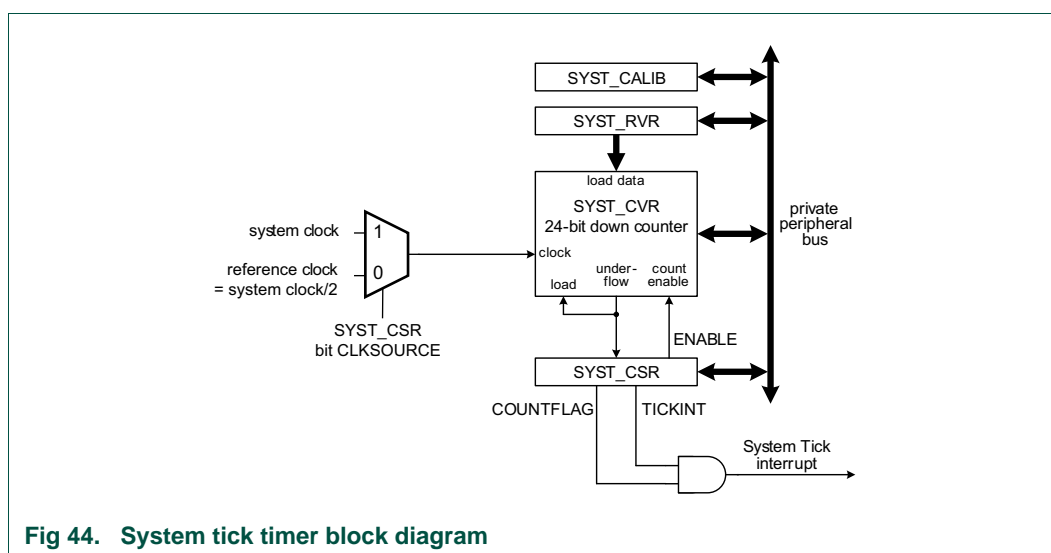 SYST_CALIB
SYST_RVR
load data
SYST_CVR
24-bit down counter
clock
load
under-
flow
count
enable
private
peripheral
bus
system clock
1
reference clock
= system clock/2
0
SYST_CSR
bit CLKSOURCE
ENABLE
SYST_CSR
COUNTFLAG
TICKINT
System Tick
interrupt
Fig 44. System tick timer block diagram